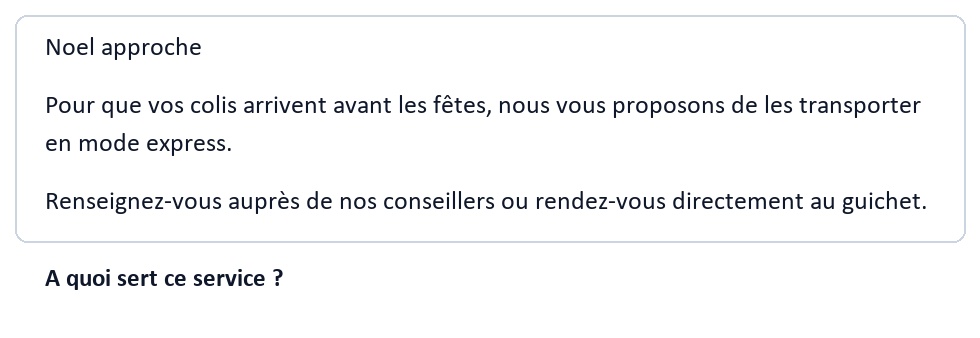 Noel approche
Pour que vos colis arrivent avant les fêtes, nous vous proposons de les transporter
en mode express.
Renseignez-vous auprès de nos conseillers ou rendez-vous directement au guichet.
A quoi sert ce service ?